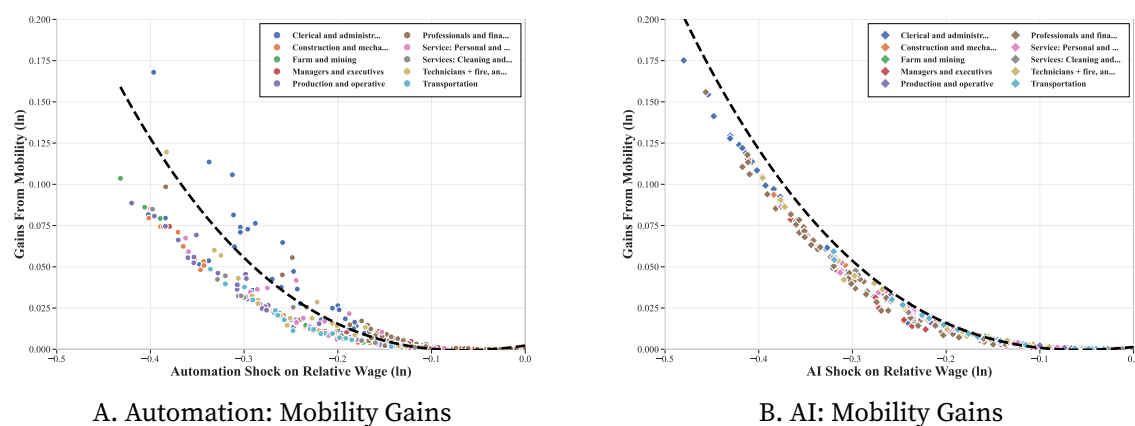 0.200
0.175
0.150
0.125
0.100
0.075
0.050
0.025
0.000
Gains From Mobility (ln)
Clerical and administr...
Construction and mecha...
Farm and mining
Managers and executives
Production and operative
Professionals and fina...
Service: Personal and ...
Services: Cleaning and...
Technicians + fire, an...
Transportation
−0.5 −0.4 −0.3 −0.2 −0.1 0.0
Automation Shock on Relative Wage (ln)
A. Automation: Mobility Gains
0.200
0.175
0.150
0.125
0.100
0.075
0.050
0.025
0.000
Gains From Mobility (ln)
Clerical and administr...
Construction and mecha...
Farm and mining
Managers and executives
Production and operative
Professionals and fina...
Service: Personal and ...
Services: Cleaning and...
Technicians + fire, an...
Transportation
−0.5 −0.4 −0.3 −0.2 −0.1 0.0
AI Shock on Relative Wage (ln)
B. AI: Mobility Gains